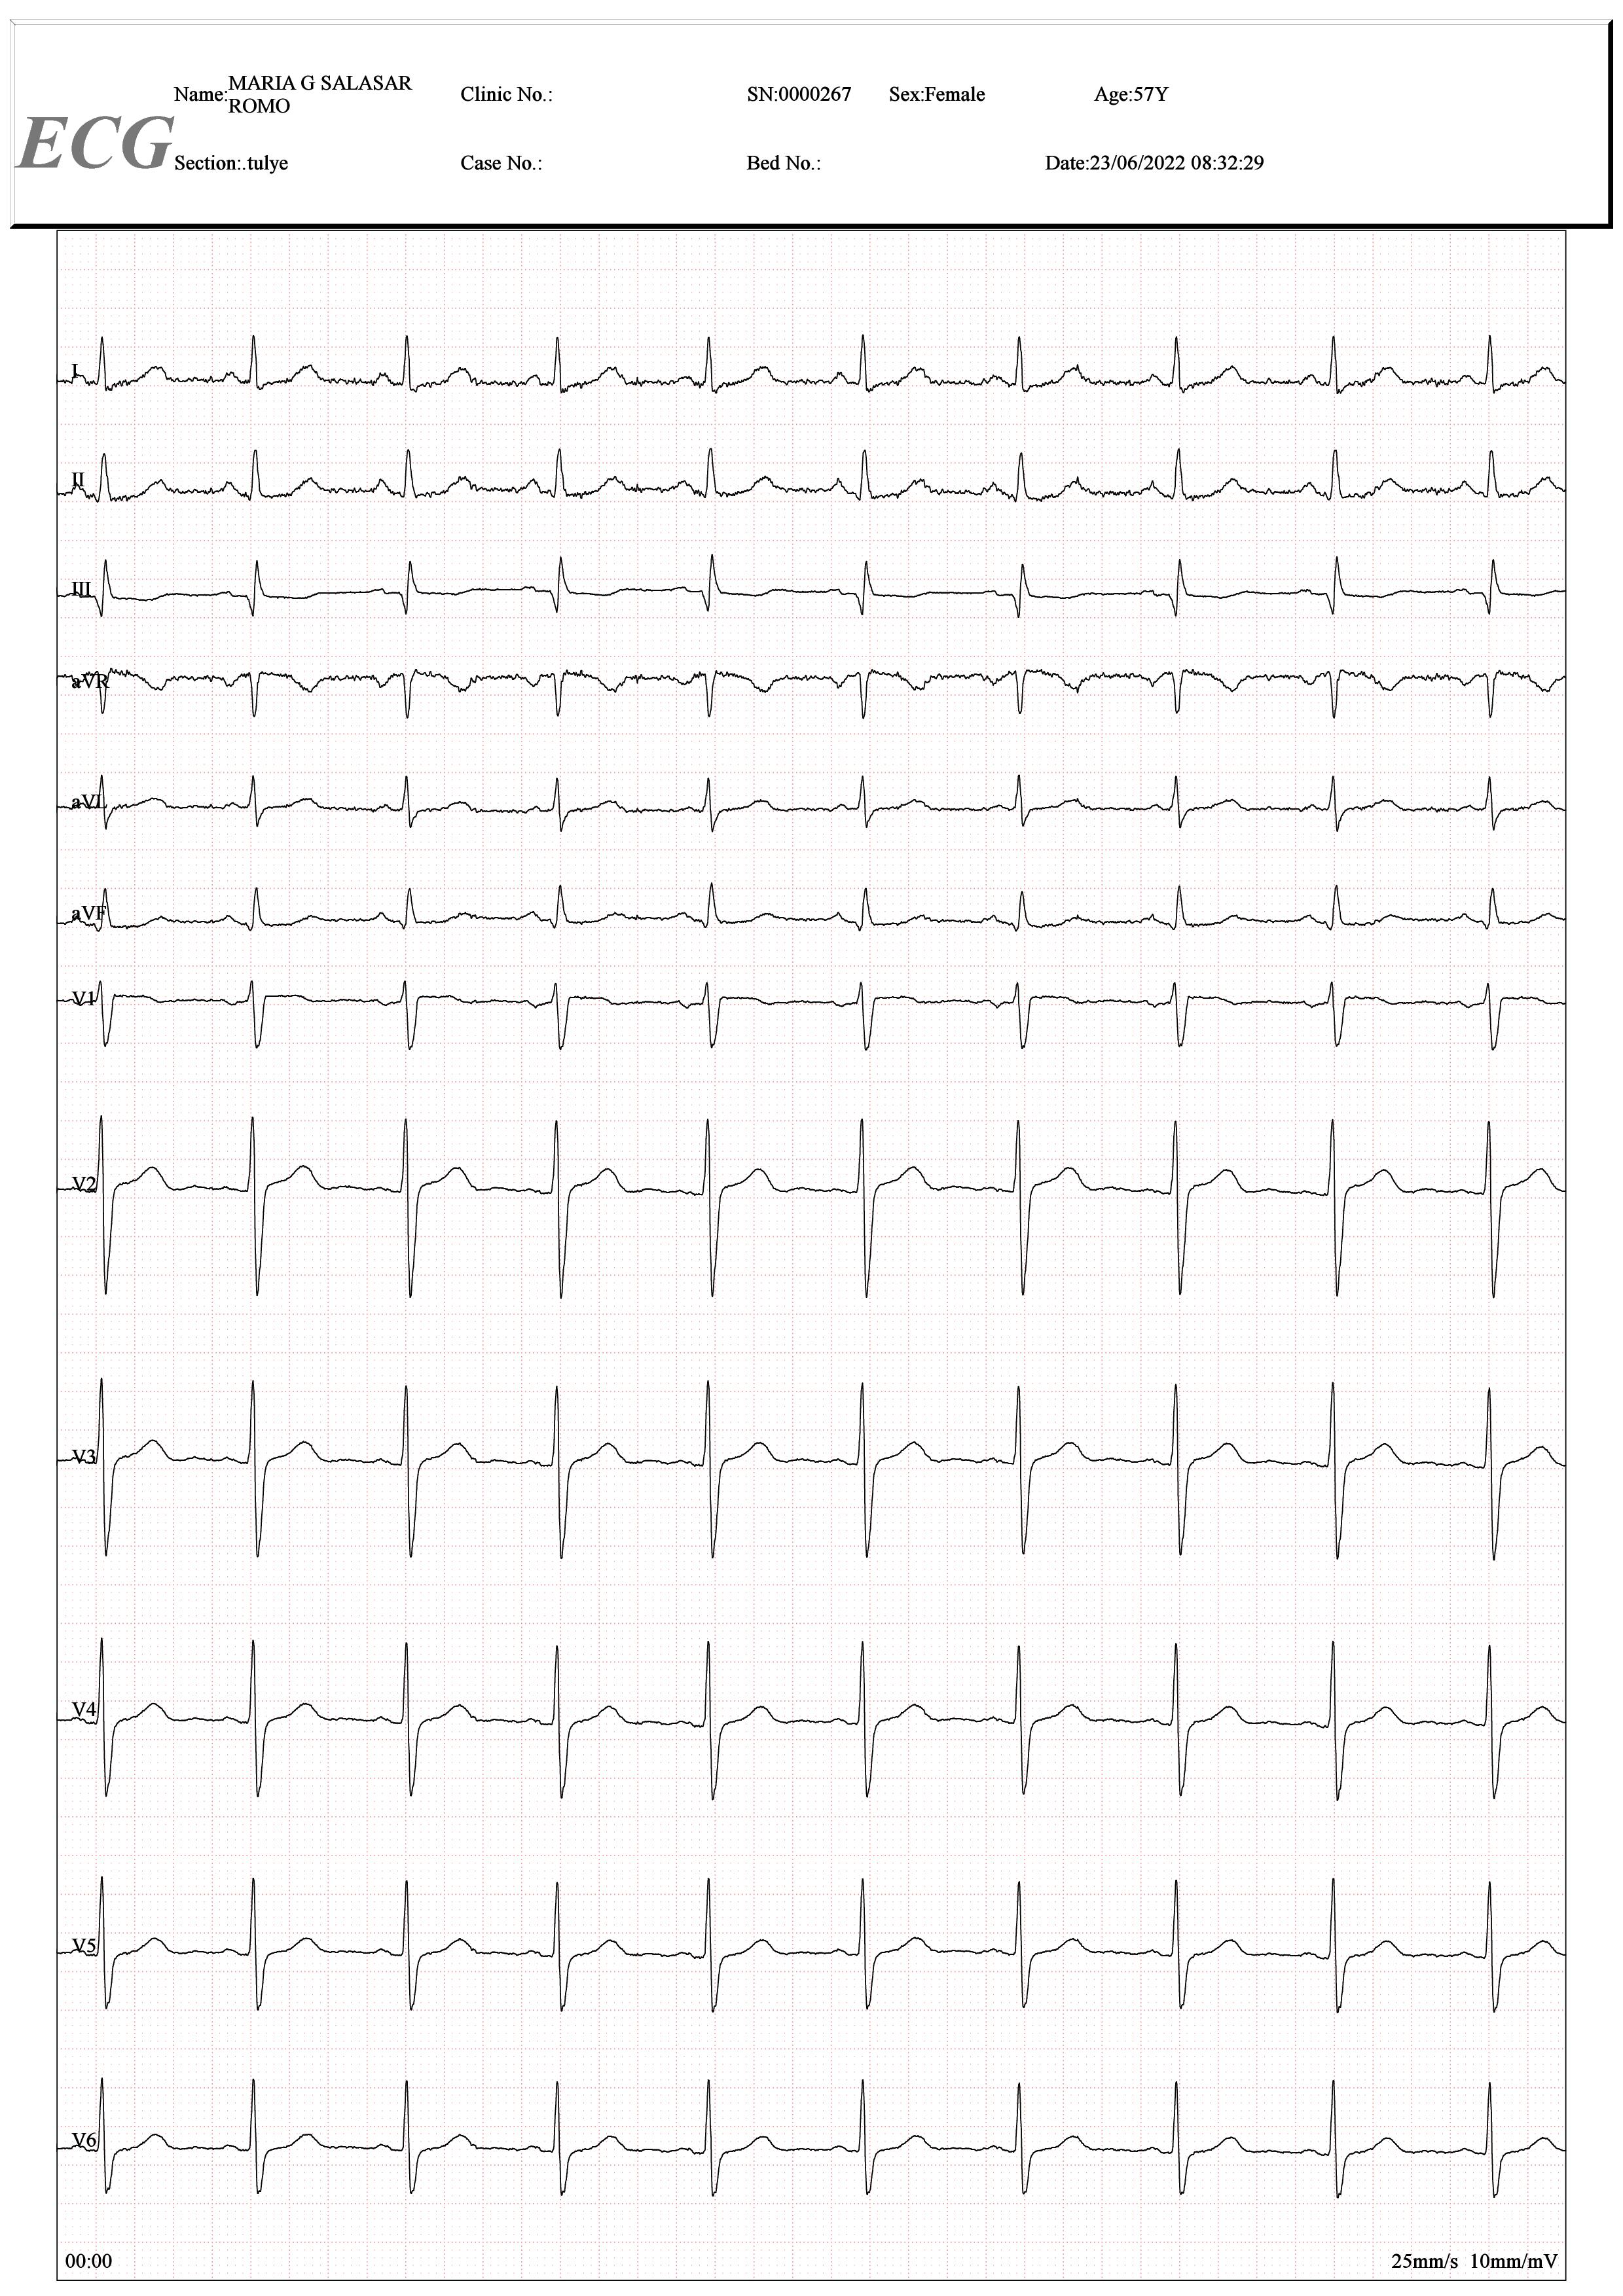 ECG
Name:MARIA G SALASAR ROMO
Clinic No.:
SN:0000267
Sex:Female
Age:57Y
Section:.tulye
Case No.:
Bed No.:
Date:23/06/2022 08:32:29
I
II
III
aVR
aVL
aVF
V1
V2
V3
V4
V5
V6
00:00
25mm/s 10mm/mV